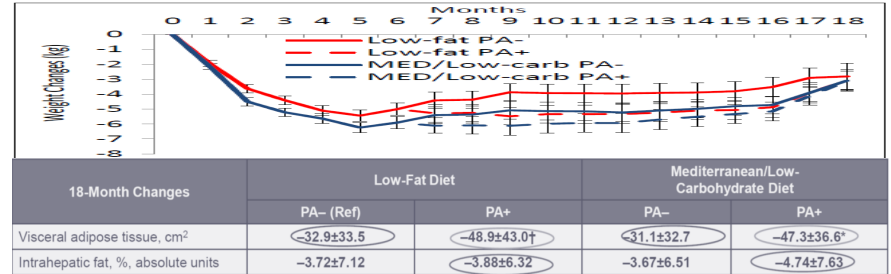 Months
0 1 2 3 4 5 6 7 8 9 10 11 12 13 14 15 16 17 18
Weight Changes (kg)
0
-1
-2
-3
-4
-5
-6
-7
-8
Low-fat PA-
Low-fat PA+
MED/Low-carb PA-
MED/Low-carb PA+
18-Month Changes
Low-Fat Diet
Mediterranean/Low-
Carbohydrate Diet
PA– (Ref) PA+ PA– PA+
Visceral adipose tissue, cm² –32.9±33.5 –48.9±43.0† –31.1±32.7 –47.3±36.6*
Intrahepatic fat, %, absolute units –3.72±7.12 –3.88±6.32 –3.67±6.51 –4.74±7.63